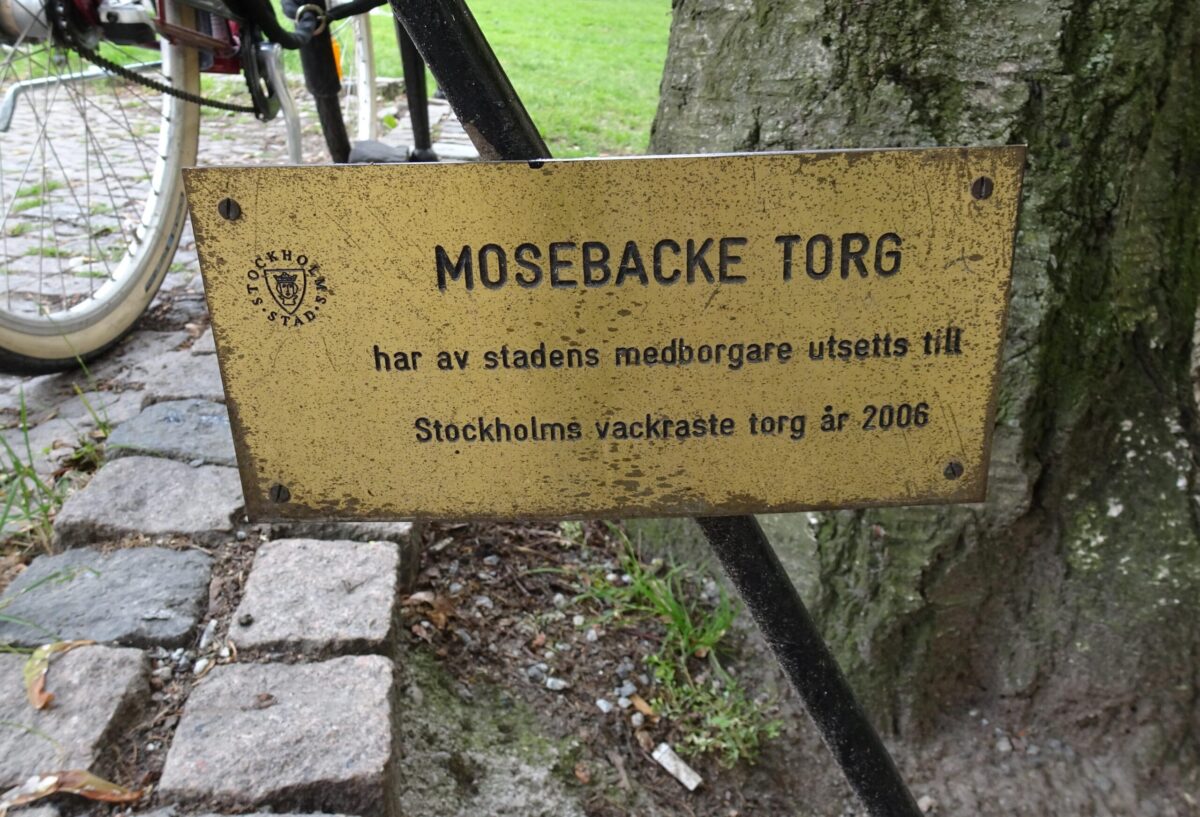 STOCKHOLMS
STAD
MOSEBACKE TORG
har av stadens medborgare utsetts till
Stockholms vackraste torg år 2006